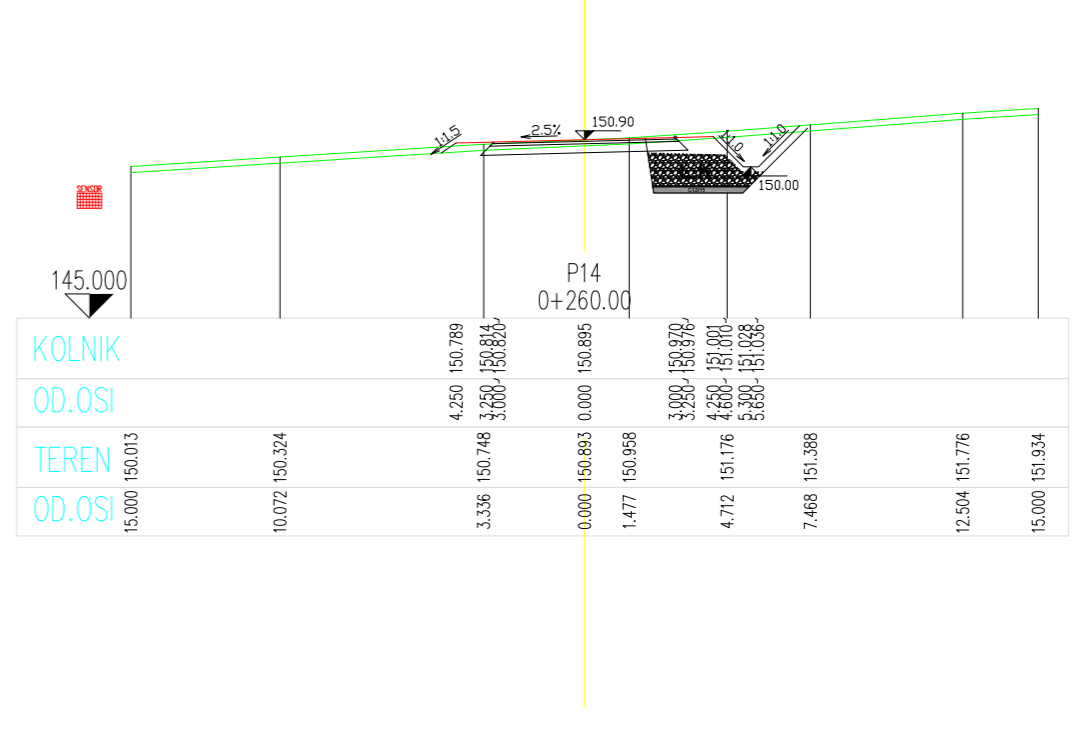 150.90
2.5%
1:1.5
1:1.0
1:1.0
150.00
SENSOR
P14
0+260.00
145.000
KOLNIK 150.789 150.814 150.820 150.895 150.970 150.976 151.001 151.010 151.028 151.036
OD.OSI 4.250 3.250 3.000 0.000 3.000 3.250 4.250 4.600 5.300 5.650
TEREN 150.013 150.324 150.748 150.893 150.958 151.176 151.388 151.776 151.934
OD.OSI 15.000 10.072 3.336 0.000 1.477 4.712 7.468 12.504 15.000